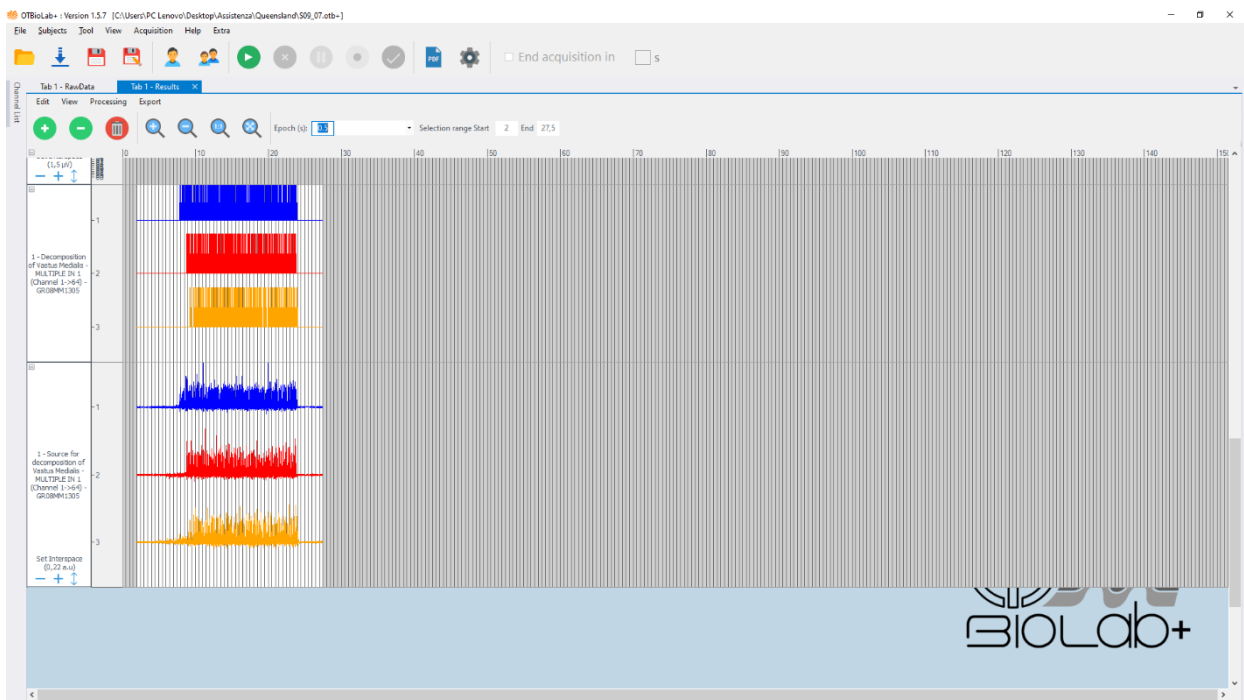 OTBioLab+ : Version 1.5.7 [C:\Users\PC Lenovo\Desktop\Assistenza\Queensland\S09_07.otb+]
File Subjects Tool View Acquisition Help Extra
PDF End acquisition in s
Channel List
Tab 1 - RawData Tab 1 - Results ×
Edit View Processing Export
1:1 Epoch (s): 0.5 Selection range Start 2 End 27,5
0 10 20 30 40 50 60 70 80 90 100 110 120 130 140 15
(1,5 µV)
1
1 - Decomposition
of Vastus Medialis -
MULTIPLE IN 1
(Channel 1->64) -
GR08MM1305
2
3
1
1 - Source for
decomposition of
Vastus Medialis -
MULTIPLE IN 1
(Channel 1->64) -
GR08MM1305
2
3
Set Interspace
(0,22 a.u)
BIOLab+